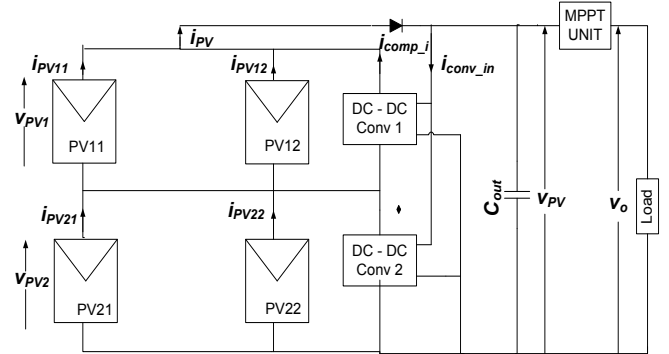 MPPT
UNIT
i_PV
i_comp_i
i_PV11
i_PV12
i_conv_in
v_PV1
DC - DC
Conv 1
PV11
PV12
i_PV21
i_PV22
C_out
v_PV
v_o
Load
DC - DC
Conv 2
v_PV2
PV21
PV22